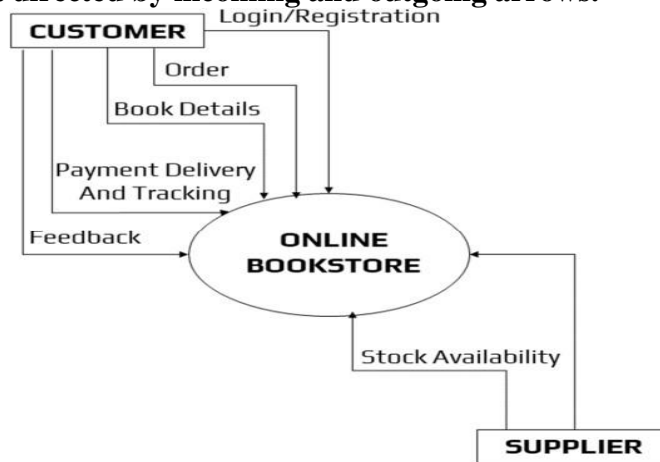 directed by incoming and outgoing arrows.
CUSTOMER
Login/Registration
Order
Book Details
Payment Delivery
And Tracking
Feedback
ONLINE
BOOKSTORE
Stock Availability
SUPPLIER